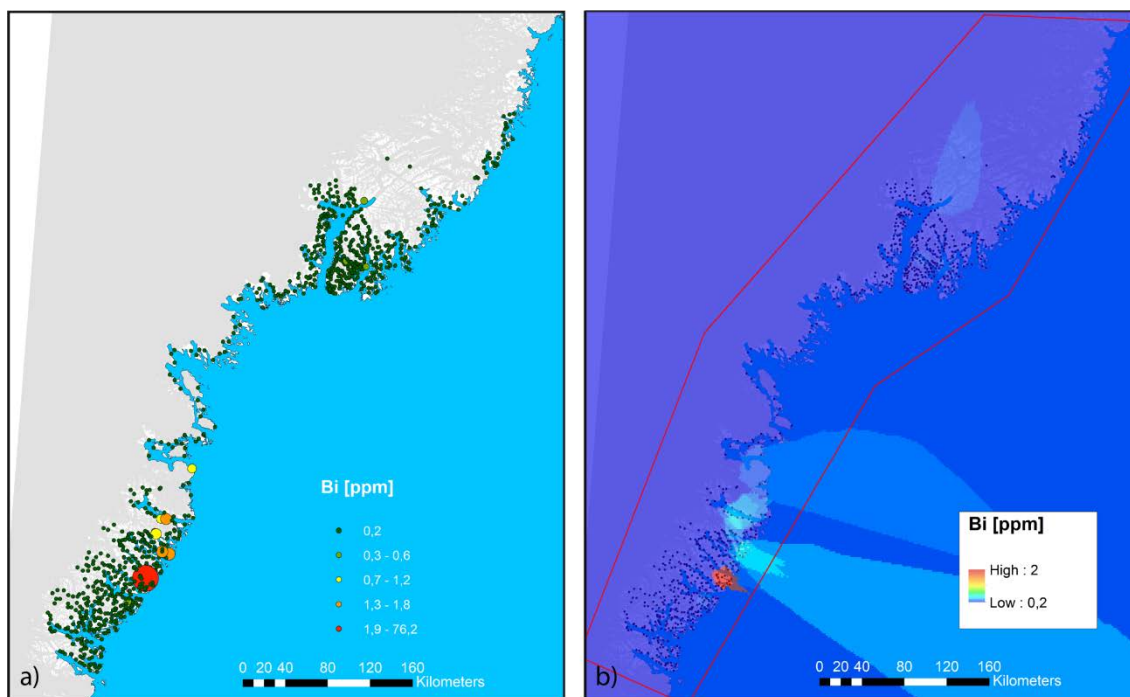 Bi [ppm]
0,2
0,3 - 0,6
0,7 - 1,2
1,3 - 1,8
1,9 - 76,2
a)
0 20 40 80 120 160
Kilometers
Bi [ppm]
High : 2
Low : 0,2
b)
0 20 40 80 120 160
Kilometers